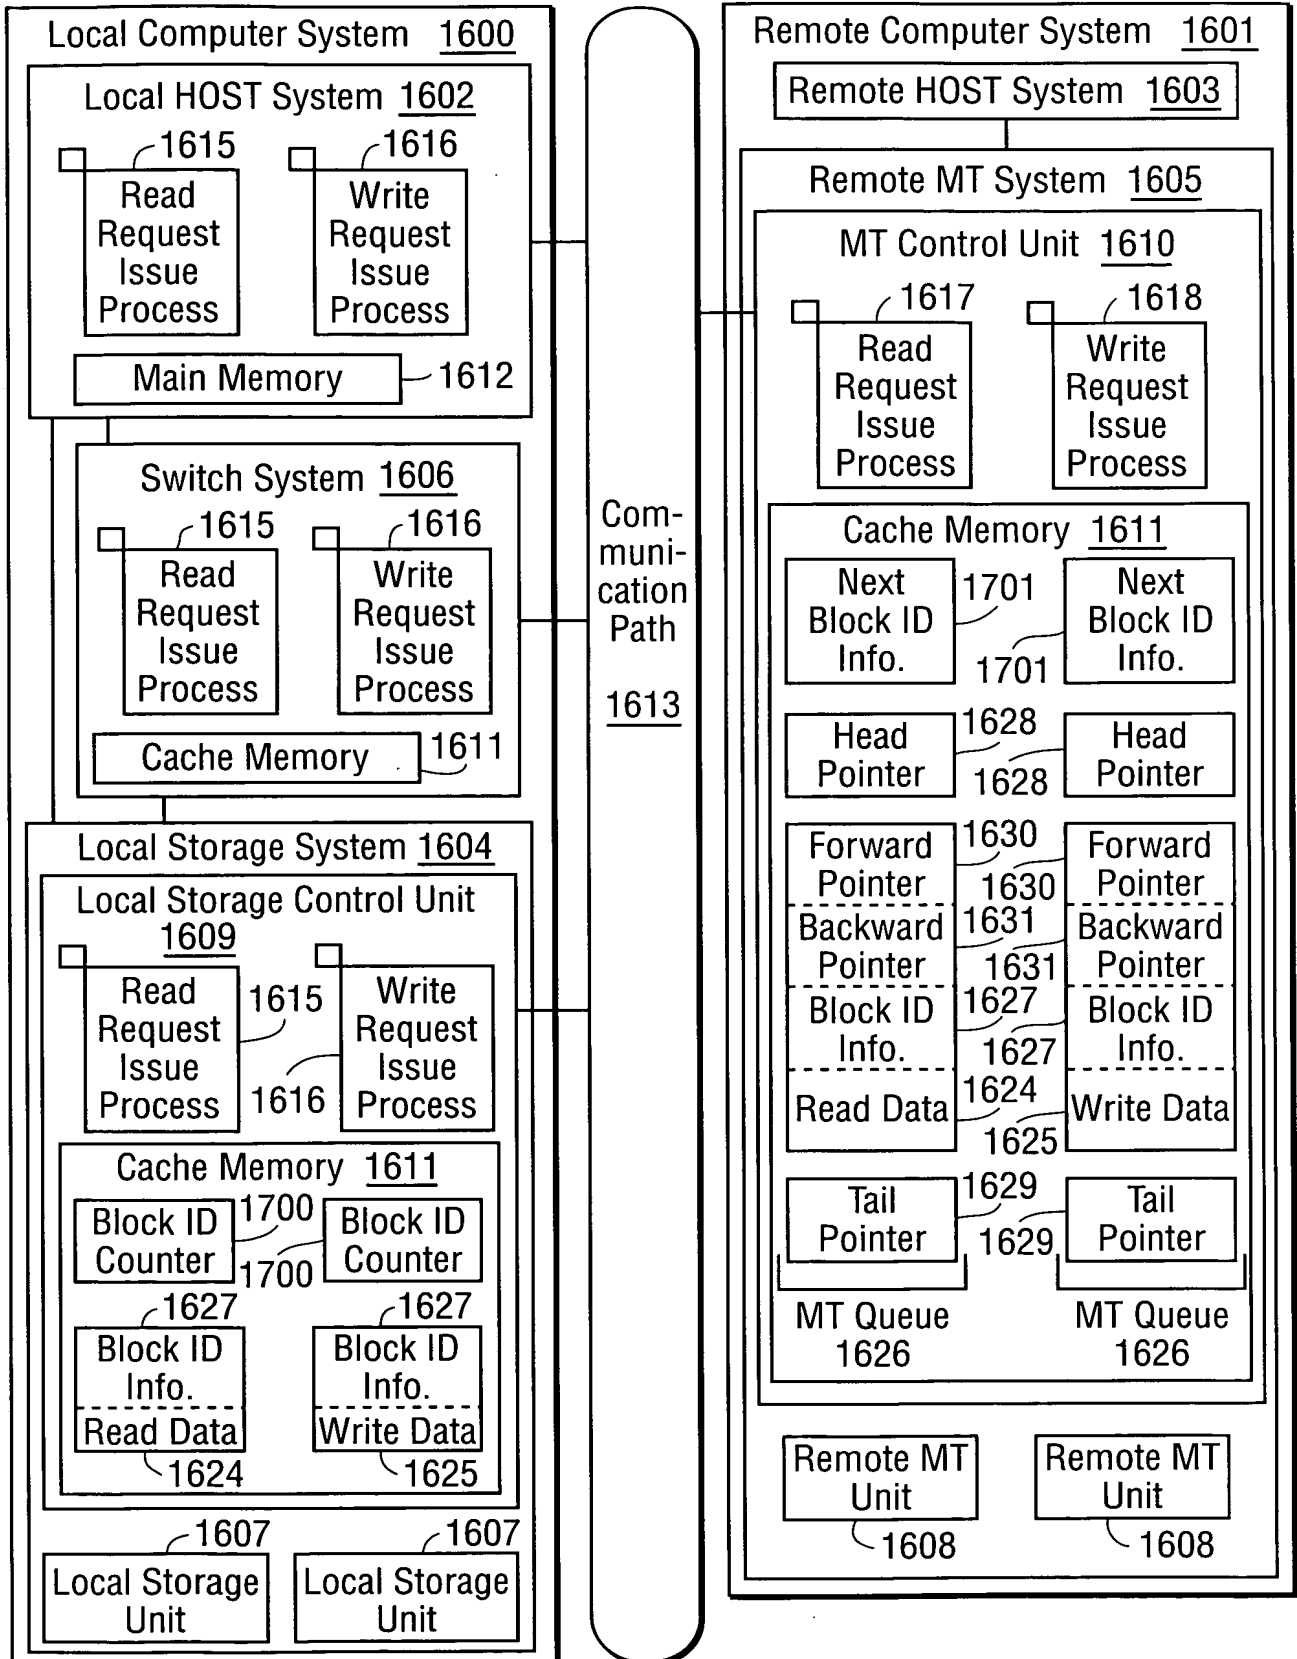 Local Computer System 1600
Local HOST System 1602
1615
1616
Read
Request
Issue
Process
Write
Request
Issue
Process
Main Memory
1612
Switch System 1606
1615
1616
Read
Request
Issue
Process
Write
Request
Issue
Process
Cache Memory
1611
Local Storage System 1604
Local Storage Control Unit
1609
Read
Request
Issue
Process
1615
1616
Write
Request
Issue
Process
Cache Memory 1611
Block ID
Counter
1700
1700
Block ID
Counter
1627
1627
Block ID
Info.
Read Data
Block ID
Info.
Write Data
1624
1625
1607
1607
Local Storage
Unit
Local Storage
Unit
Com-
muni-
cation
Path
1613
Remote Computer System 1601
Remote HOST System 1603
Remote MT System 1605
MT Control Unit 1610
1617
1618
Read
Request
Issue
Process
Write
Request
Issue
Process
Cache Memory 1611
Next
Block ID
Info.
1701
1701
Next
Block ID
Info.
Head
Pointer
1628
1628
Head
Pointer
Forward
Pointer
1630
1630
Forward
Pointer
Backward
Pointer
1631
1631
Backward
Pointer
Block ID
Info.
1627
1627
Block ID
Info.
Read Data
1624
1625
Write Data
Tail
Pointer
1629
1629
Tail
Pointer
MT Queue
1626
MT Queue
1626
Remote MT
Unit
Remote MT
Unit
1608
1608